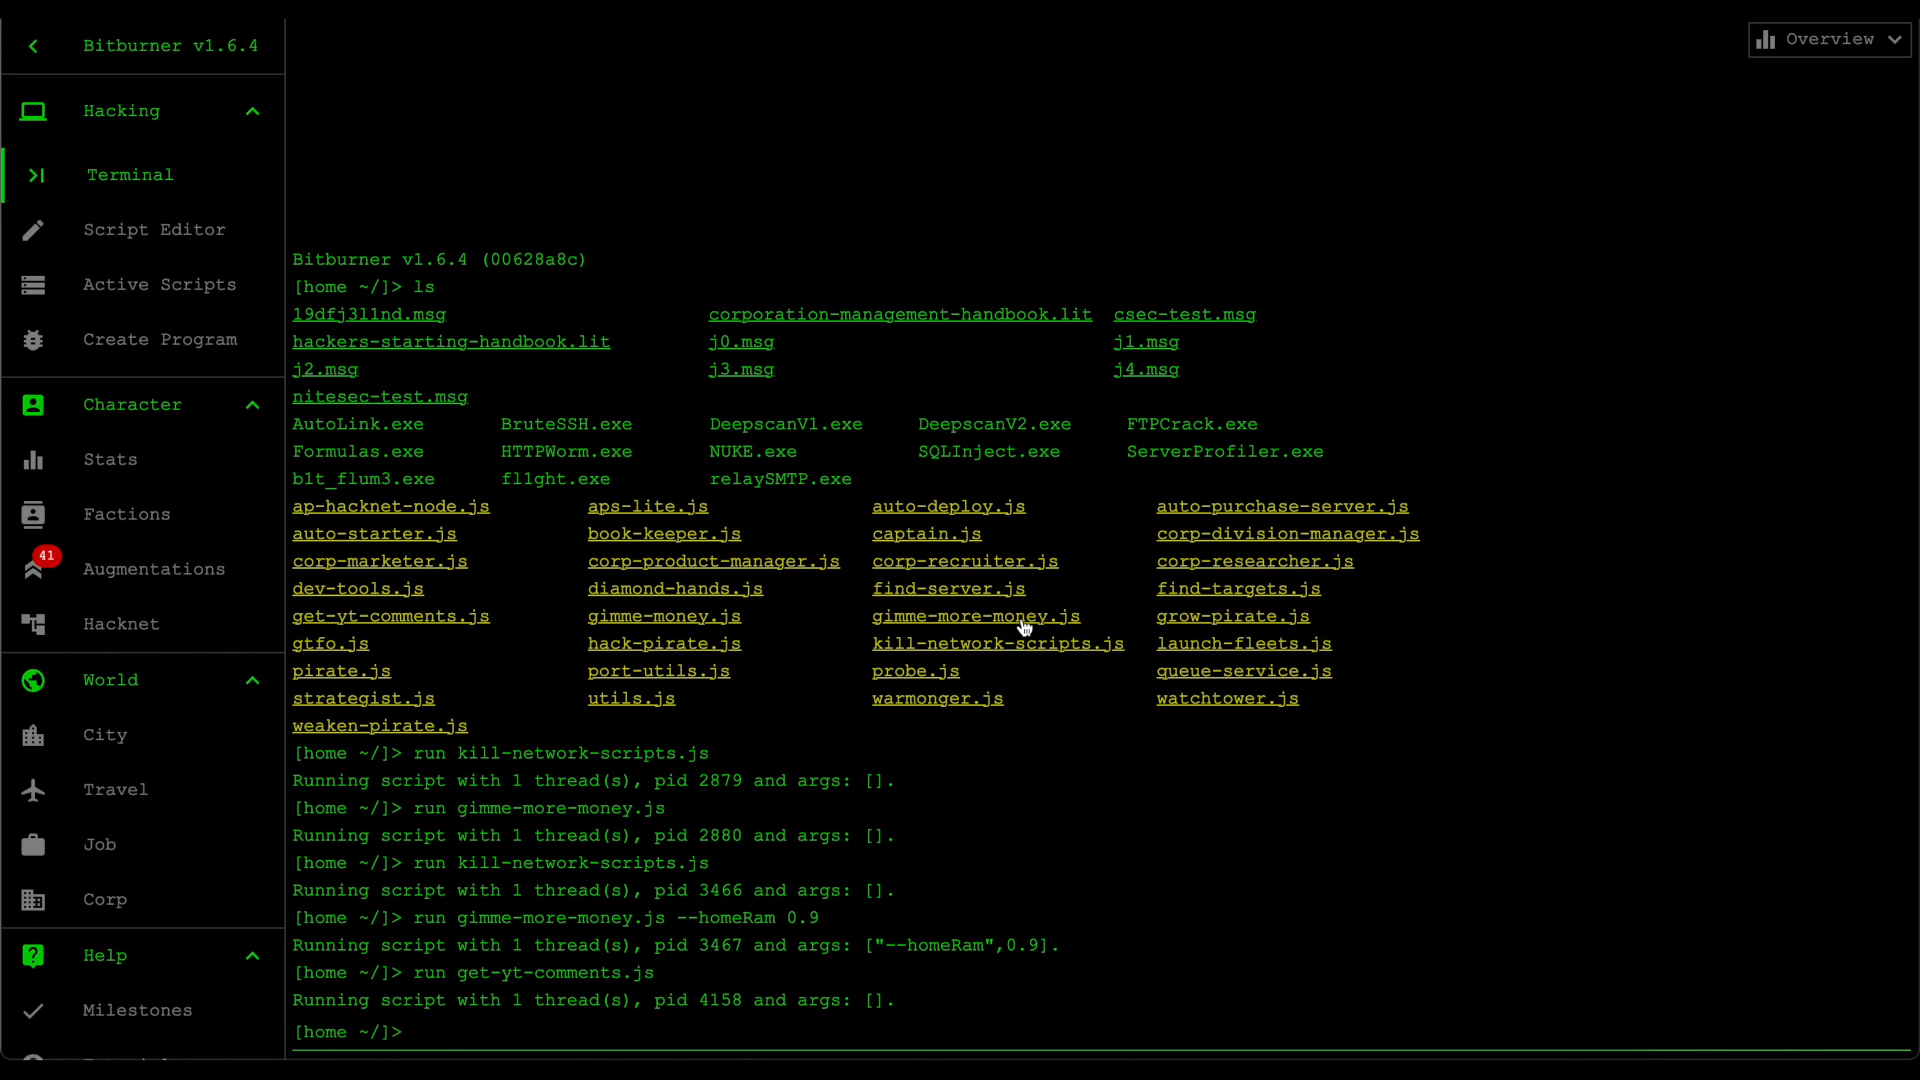 Bitburner v1.6.4
Overview
Hacking
Terminal
Script Editor
Active Scripts
Create Program
Character
Stats
Factions
41
Augmentations
Hacknet
World
City
Travel
Job
Corp
Help
Milestones
Bitburner v1.6.4 (00628a8c)
[home ~/]> ls
19dfj3l1nd.msg corporation-management-handbook.lit csec-test.msg
hackers-starting-handbook.lit j0.msg j1.msg
j2.msg j3.msg j4.msg
nitesec-test.msg
AutoLink.exe BruteSSH.exe DeepscanV1.exe DeepscanV2.exe FTPCrack.exe
Formulas.exe HTTPWorm.exe NUKE.exe SQLInject.exe ServerProfiler.exe
b1t_flum3.exe fl1ght.exe relaySMTP.exe
ap-hacknet-node.js aps-lite.js auto-deploy.js auto-purchase-server.js
auto-starter.js book-keeper.js captain.js corp-division-manager.js
corp-marketer.js corp-product-manager.js corp-recruiter.js corp-researcher.js
dev-tools.js diamond-hands.js find-server.js find-targets.js
get-yt-comments.js gimme-money.js gimme-more-money.js grow-pirate.js
gtfo.js hack-pirate.js kill-network-scripts.js launch-fleets.js
pirate.js port-utils.js probe.js queue-service.js
strategist.js utils.js warmonger.js watchtower.js
weaken-pirate.js
[home ~/]> run kill-network-scripts.js
Running script with 1 thread(s), pid 2879 and args: [].
[home ~/]> run gimme-more-money.js
Running script with 1 thread(s), pid 2880 and args: [].
[home ~/]> run kill-network-scripts.js
Running script with 1 thread(s), pid 3466 and args: [].
[home ~/]> run gimme-more-money.js --homeRam 0.9
Running script with 1 thread(s), pid 3467 and args: ["--homeRam",0.9].
[home ~/]> run get-yt-comments.js
Running script with 1 thread(s), pid 4158 and args: [].
[home ~/]>